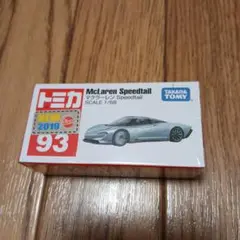 トミカ
McLaren Speedtail
マクラーレン Speedtail
SCALE 1/68
TAKARA
TOMY
2019
93